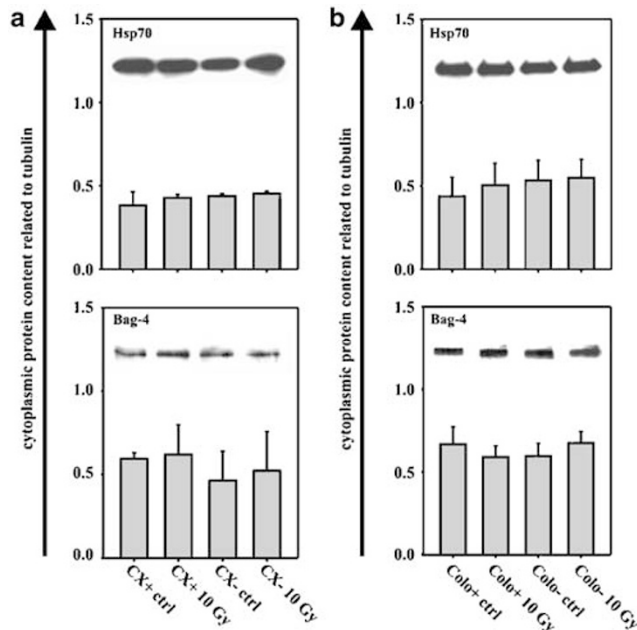 a
b
cytoplasmic protein content related to tubulin
1.5
Hsp70
1.0
0.5
0.0
1.5
Bag-4
1.0
0.5
0.0
CX+ ctrl
CX+ 10 Gy
CX- ctrl
CX- 10 Gy
cytoplasmic protein content related to tubulin
1.5
Hsp70
1.0
0.5
0.0
1.5
Bag-4
1.0
0.5
0.0
Colo+ ctrl
Colo+ 10 Gy
Colo- ctrl
Colo- 10 Gy